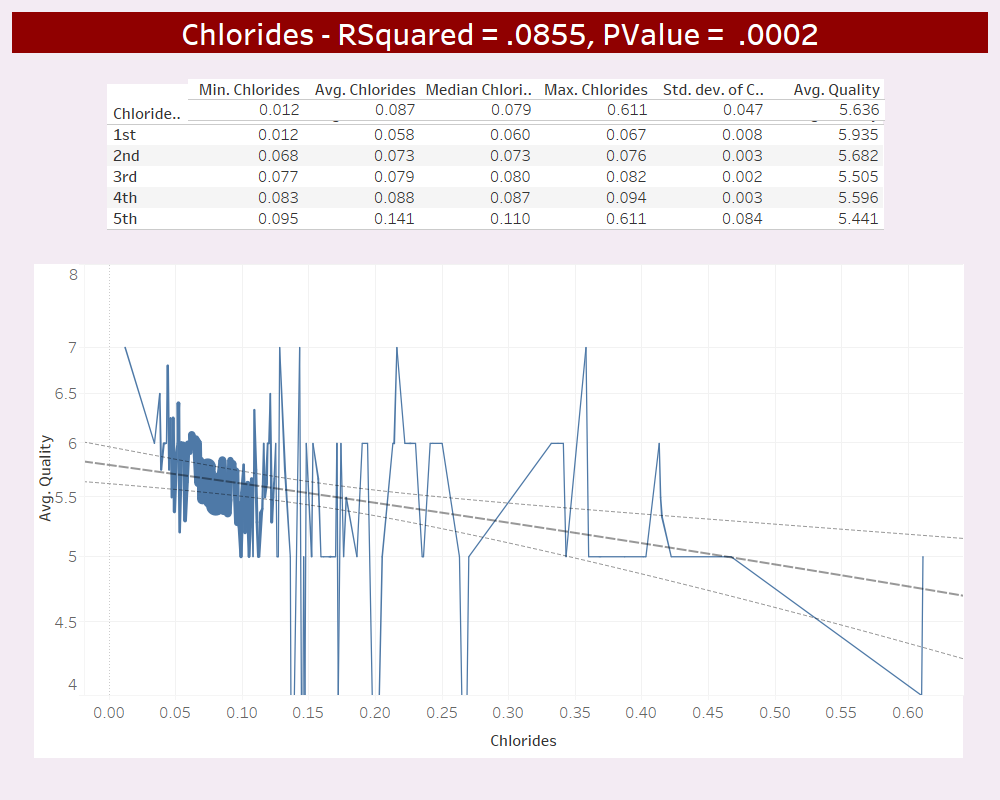 Chlorides - RSquared = .0855, PValue = .0002
Min. Chlorides Avg. Chlorides Median Chlori.. Max. Chlorides Std. dev. of C.. Avg. Quality
Chloride.. 0.012 0.087 0.079 0.611 0.047 5.636
1st 0.012 0.058 0.060 0.067 0.008 5.935
2nd 0.068 0.073 0.073 0.076 0.003 5.682
3rd 0.077 0.079 0.080 0.082 0.002 5.505
4th 0.083 0.088 0.087 0.094 0.003 5.596
5th 0.095 0.141 0.110 0.611 0.084 5.441
8
7
6.5
6
5.5
5
4.5
4
Avg. Quality
0.00 0.05 0.10 0.15 0.20 0.25 0.30 0.35 0.40 0.45 0.50 0.55 0.60
Chlorides